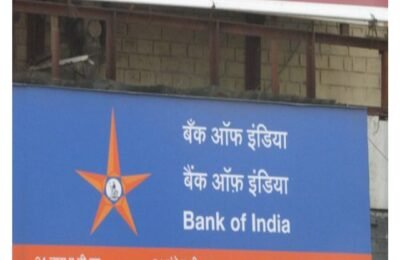 बँक ऑफ इंडिया
बैंक ऑफ़ इंडिया
Bank of India